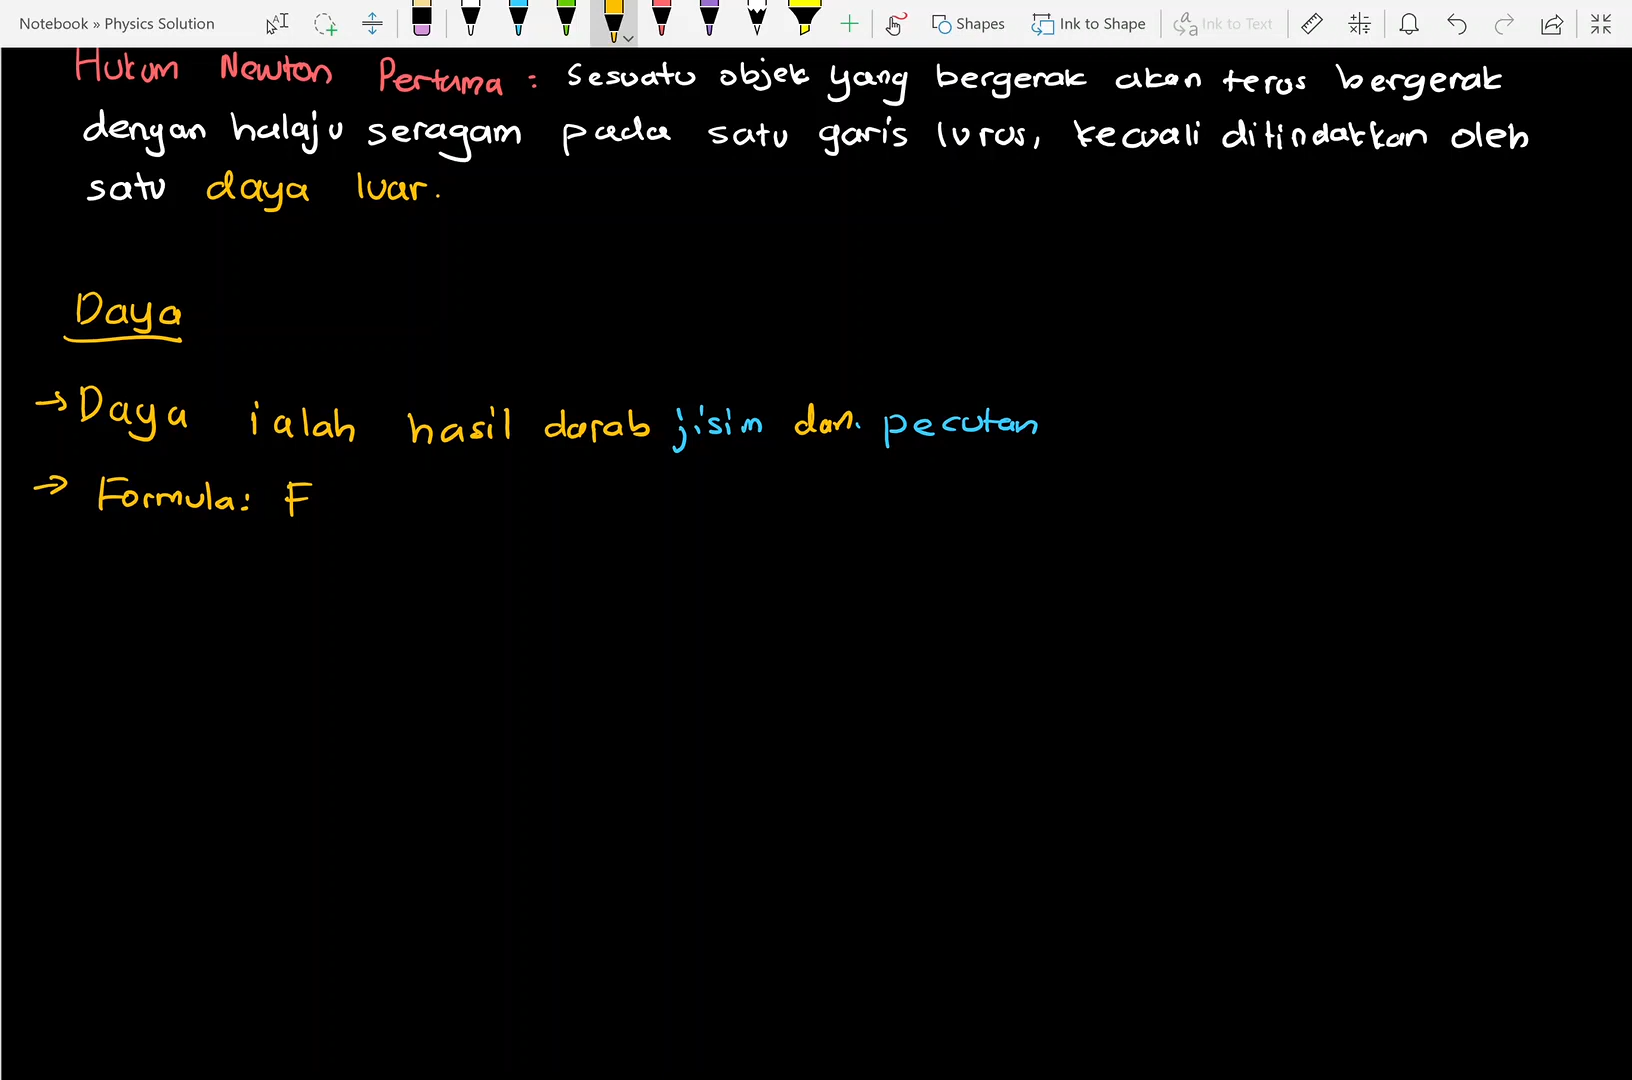 Notebook » Physics Solution
Shapes
Ink to Shape
Ink to Text
Hukum Newton Pertama : Sesuatu objek yang bergerak akan terus bergerak
dengan halaju seragam pada satu garis lurus, kecuali ditindakkan oleh
satu daya luar.
Daya
→ Daya ialah hasil darab jisim dan. pecutan
→ Formula: F